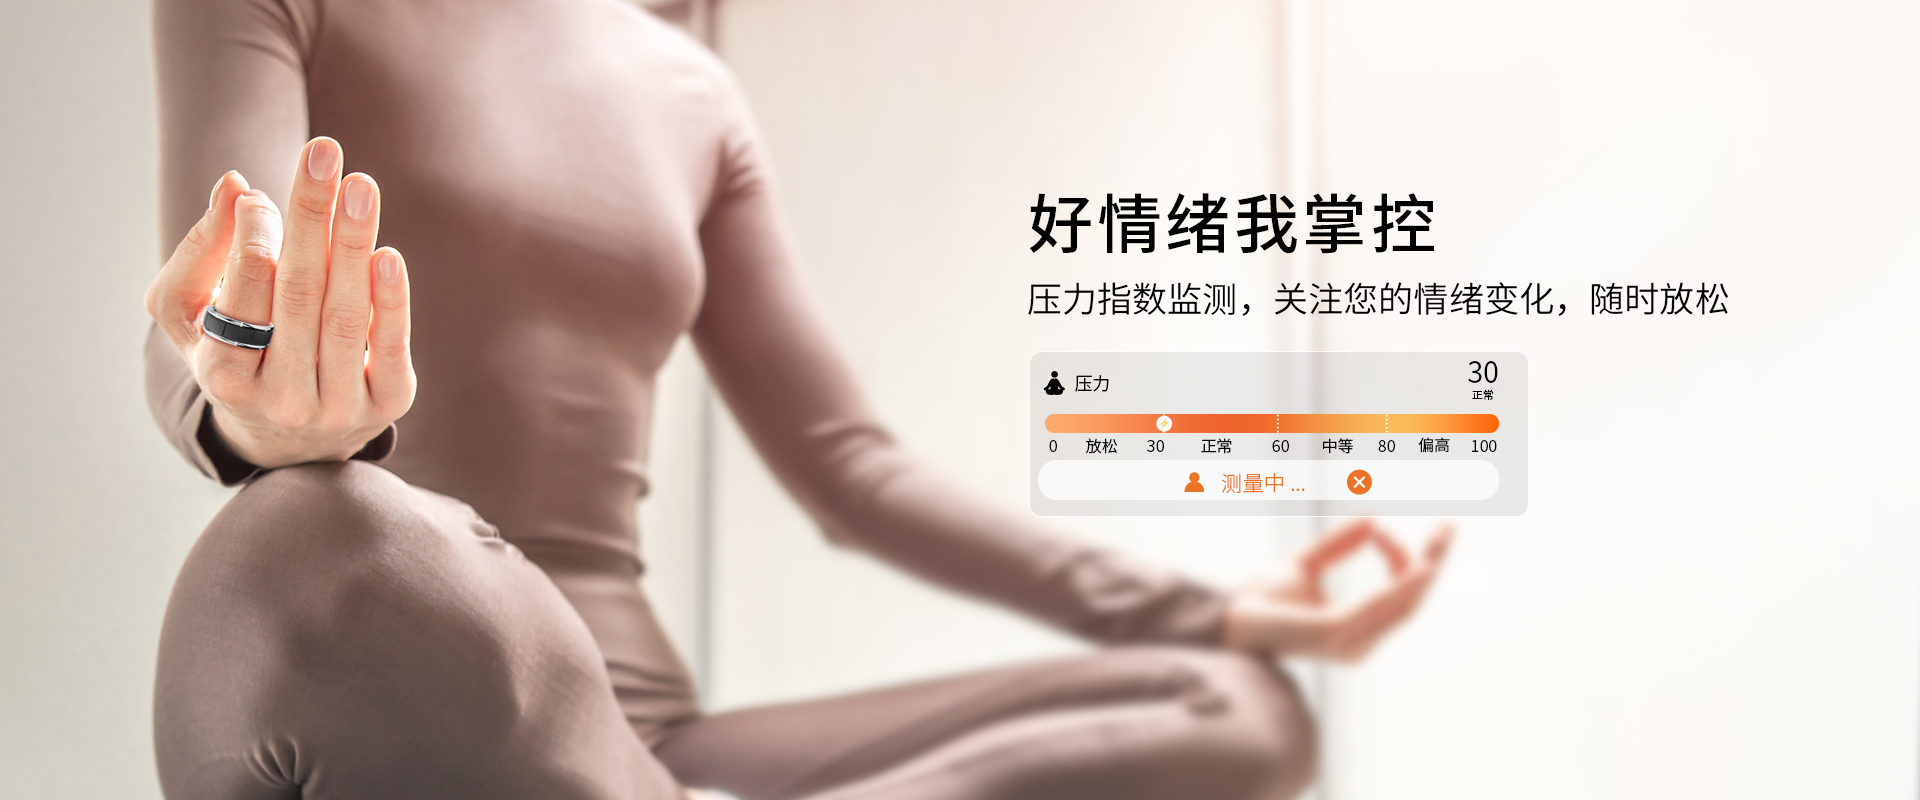 好情绪我掌控
压力指数监测，关注您的情绪变化，随时放松
压力
30
正常
0 放松 30 正常 60 中等 80 偏高 100
测量中 ...